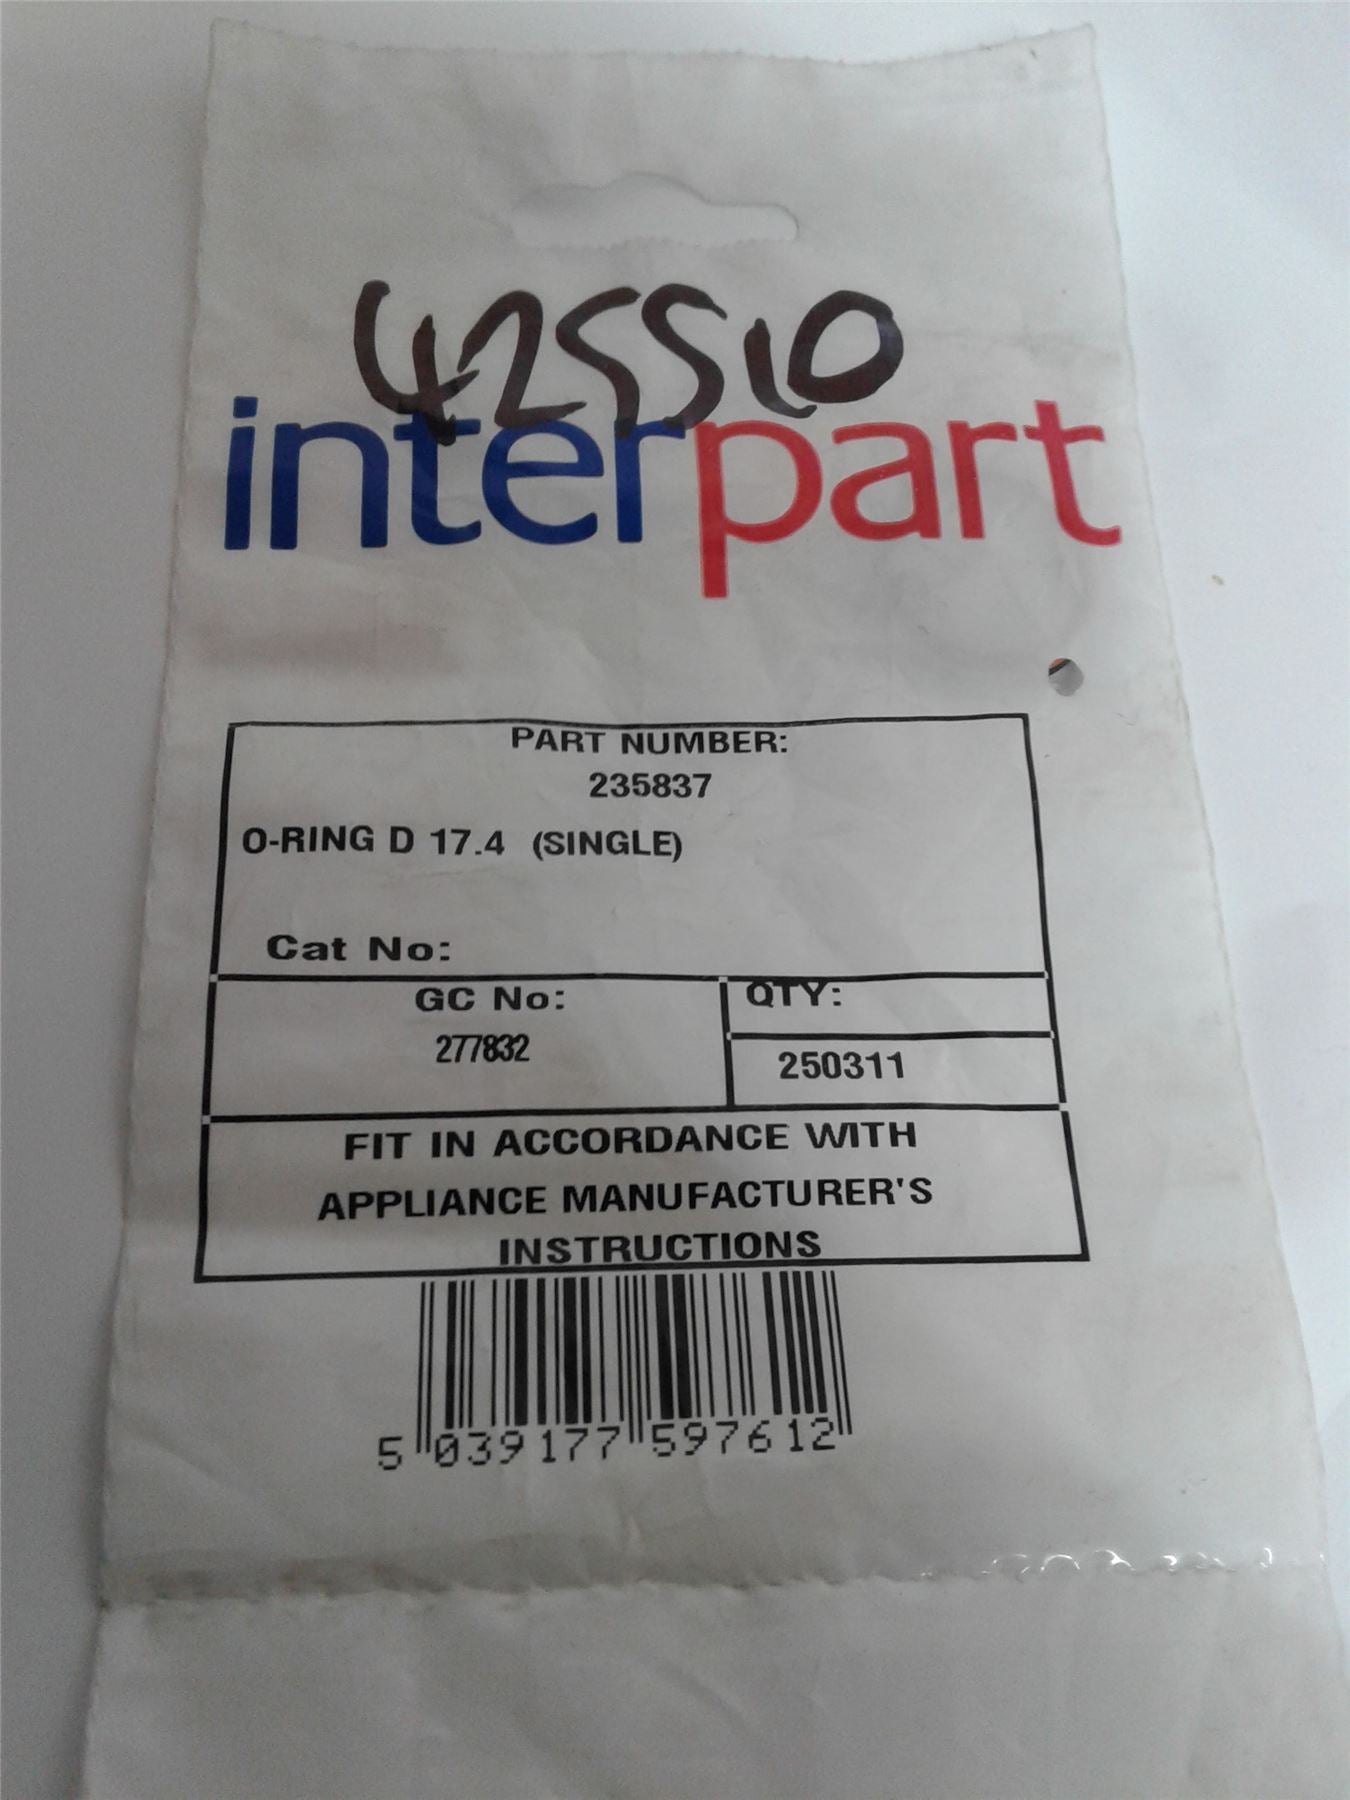 425510
interpart
PART NUMBER:
235837
O-RING D 17.4 (SINGLE)
Cat No:
GC No:
277832
QTY:
250311
FIT IN ACCORDANCE WITH
APPLIANCE MANUFACTURER'S
INSTRUCTIONS
5 039177 597612